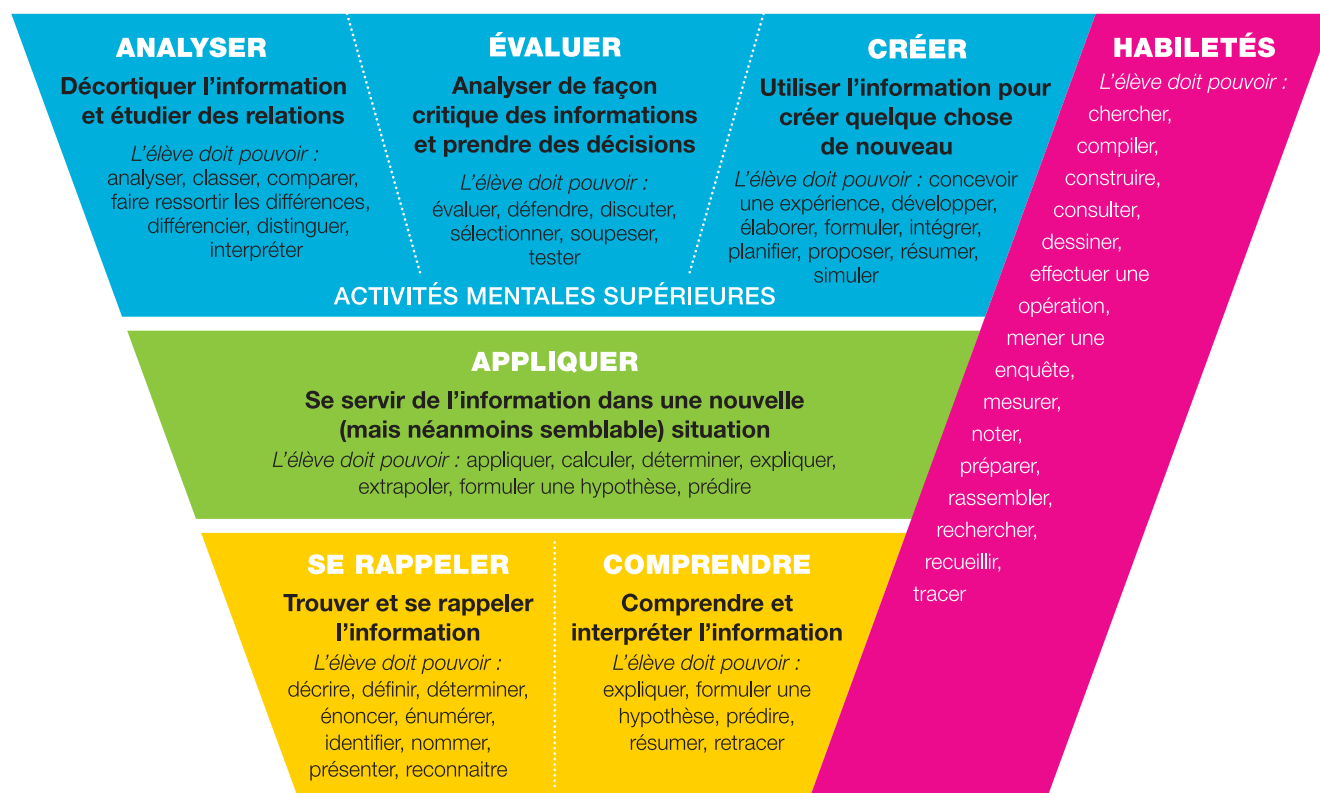 ANALYSER
Décortiquer l'information
et étudier des relations
L'élève doit pouvoir :
analyser, classer, comparer,
faire ressortir les différences,
différencier, distinguer,
interpréter
ÉVALUER
Analyser de façon
critique des informations
et prendre des décisions
L'élève doit pouvoir :
évaluer, défendre, discuter,
sélectionner, soupeser,
tester
CRÉER
Utiliser l'information pour
créer quelque chose
de nouveau
L'élève doit pouvoir : concevoir
une expérience, développer,
élaborer, formuler, intégrer,
planifier, proposer, résumer,
simuler
ACTIVITÉS MENTALES SUPÉRIEURES
APPLIQUER
Se servir de l'information dans une nouvelle
(mais néanmoins semblable) situation
L'élève doit pouvoir : appliquer, calculer, déterminer, expliquer,
extrapoler, formuler une hypothèse, prédire
SE RAPPELER
Trouver et se rappeler
l'information
L'élève doit pouvoir :
décrire, définir, déterminer,
énoncer, énumérer,
identifier, nommer,
présenter, reconnaitre
COMPRENDRE
Comprendre et
interpréter l'information
L'élève doit pouvoir :
expliquer, formuler une
hypothèse, prédire,
résumer, retracer
HABILETÉS
L'élève doit pouvoir :
chercher,
compiler,
construire,
consulter,
dessiner,
effectuer une
opération,
mener une
enquête,
mesurer,
noter,
préparer,
rassembler,
rechercher,
recueillir,
tracer